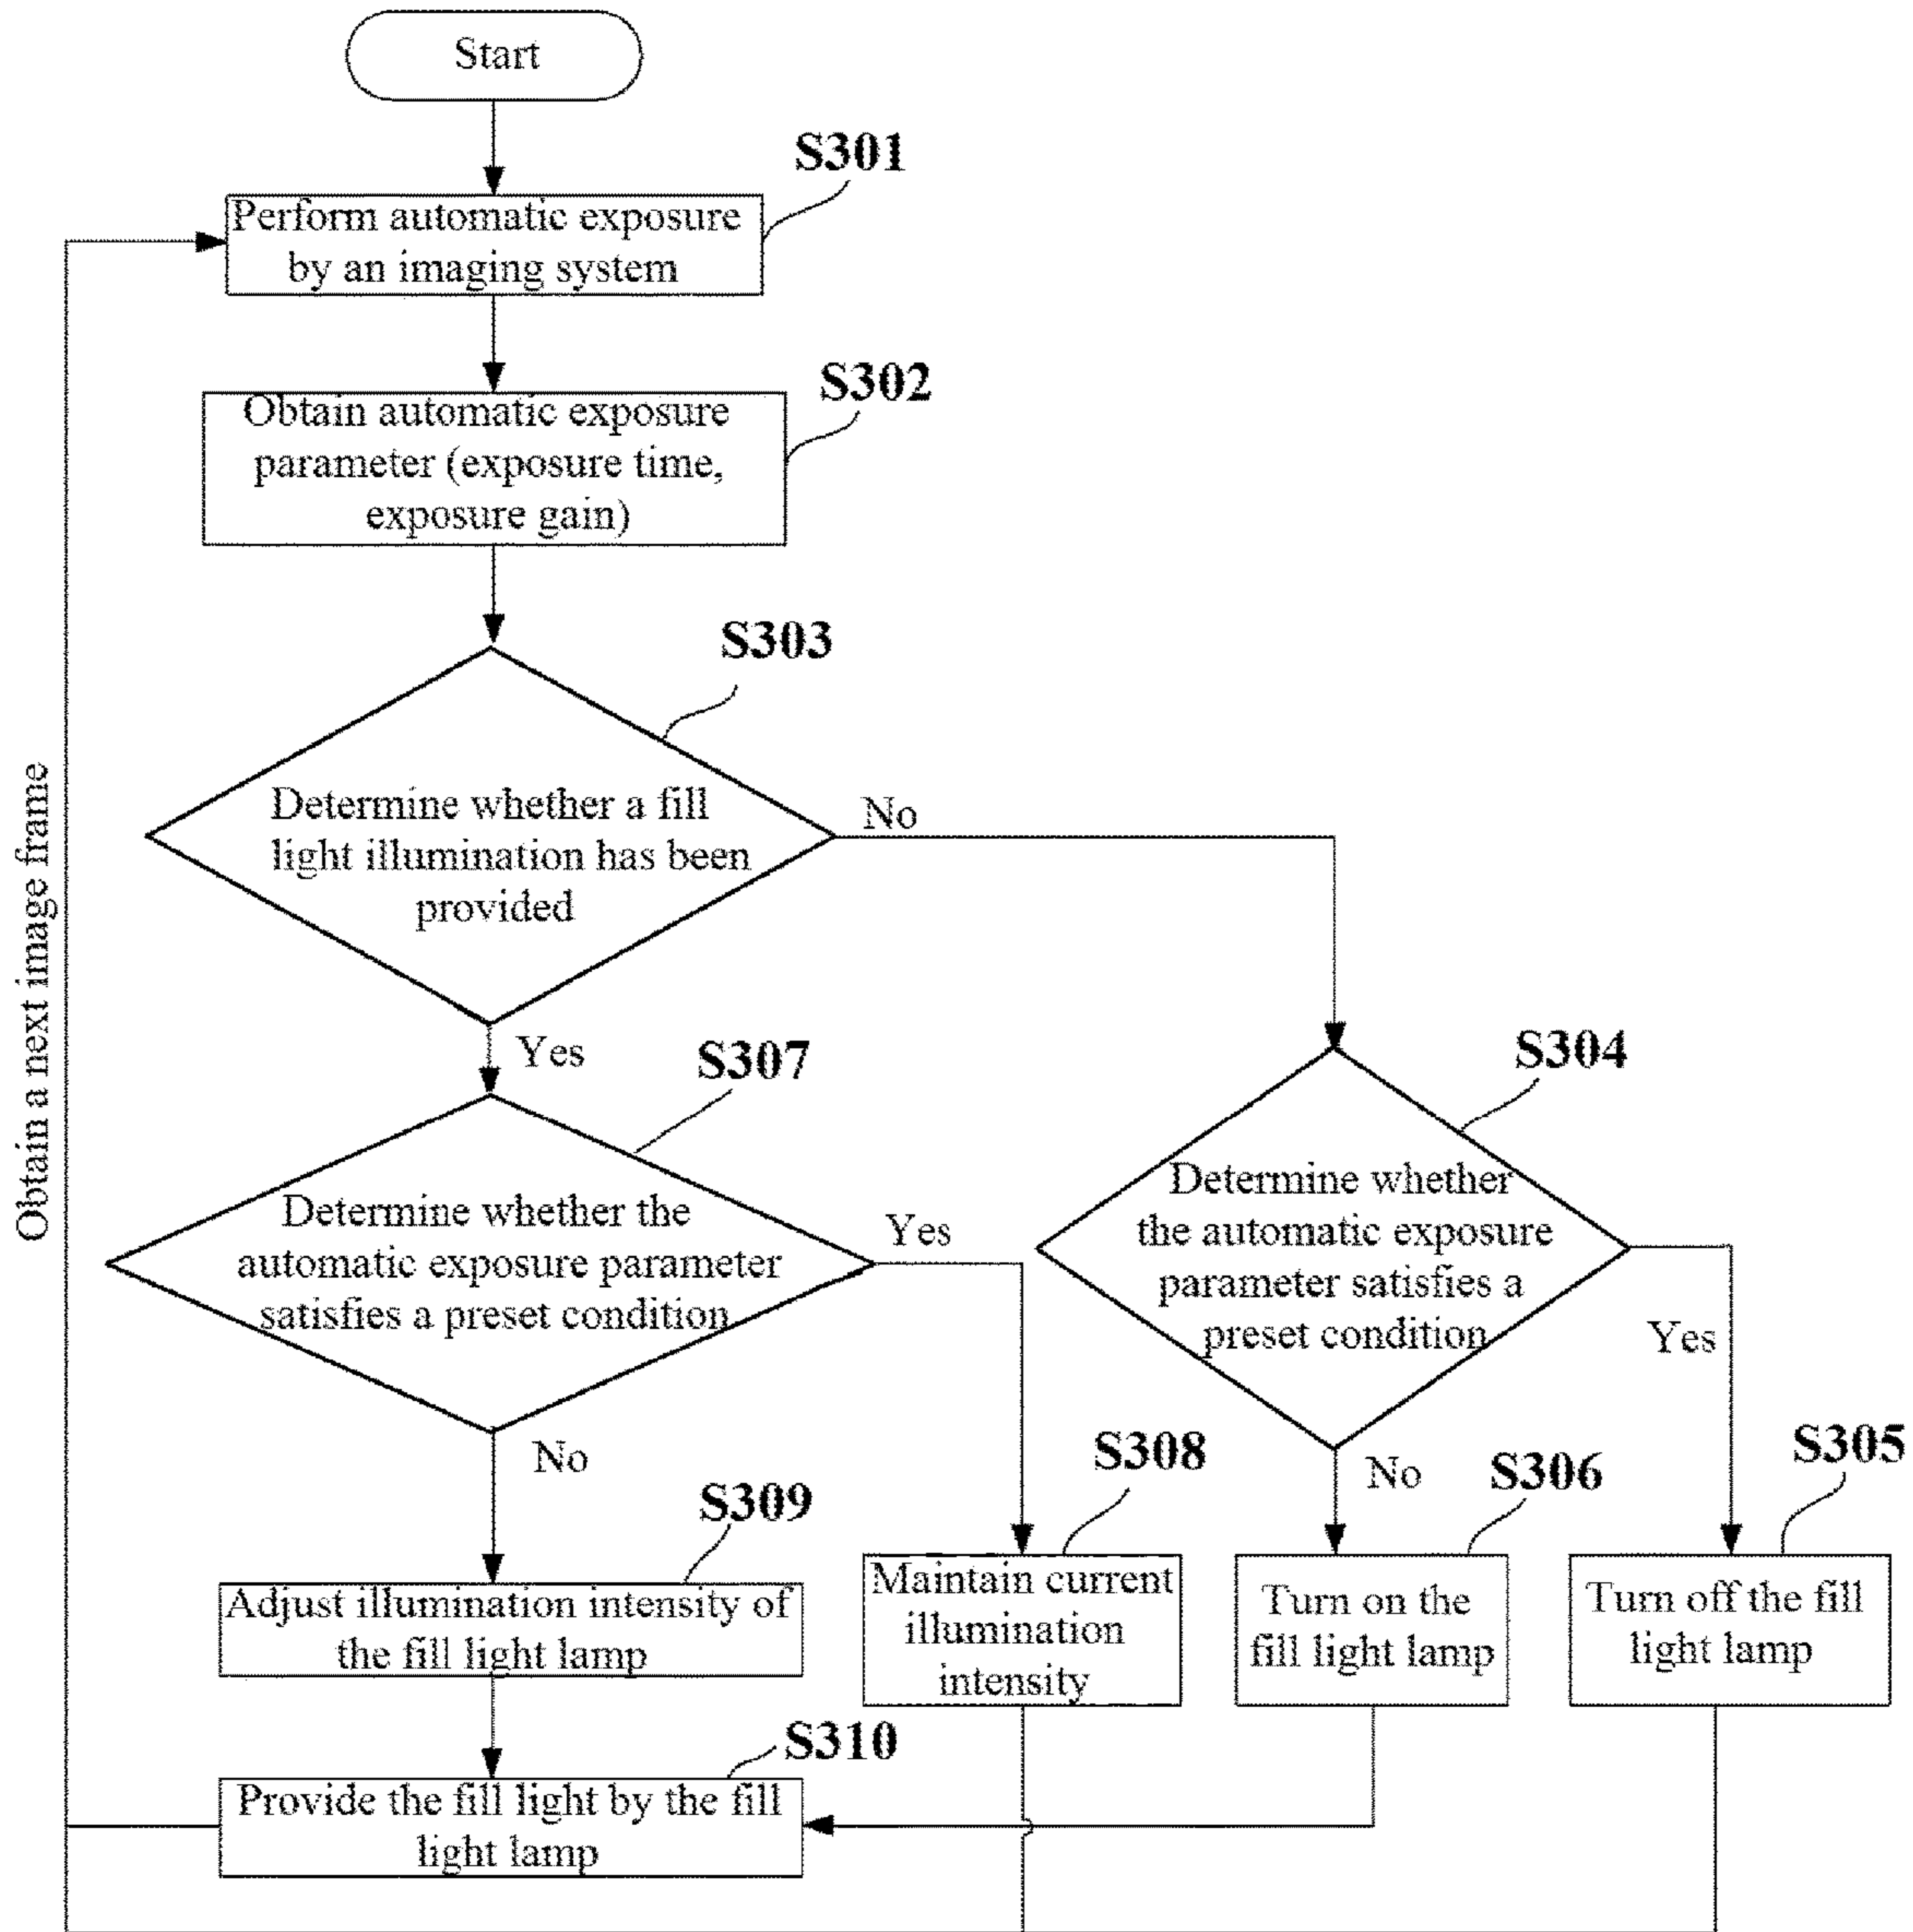 Start
S301
Perform automatic exposure
by an imaging system
S302
Obtain automatic exposure
parameter (exposure time,
exposure gain)
S303
Determine whether a fill
light illumination has been
provided
No
Yes
Obtain a next image frame
S307
Determine whether the
automatic exposure parameter
satisfies a preset condition
Yes
No
S304
Determine whether
the automatic exposure
parameter satisfies a
preset condition
Yes
No
S309
Adjust illumination intensity of
the fill light lamp
S308
Maintain current
illumination
intensity
S306
Turn on the
fill light lamp
S305
Turn off the fill
light lamp
S310
Provide the fill light by the fill
light lamp